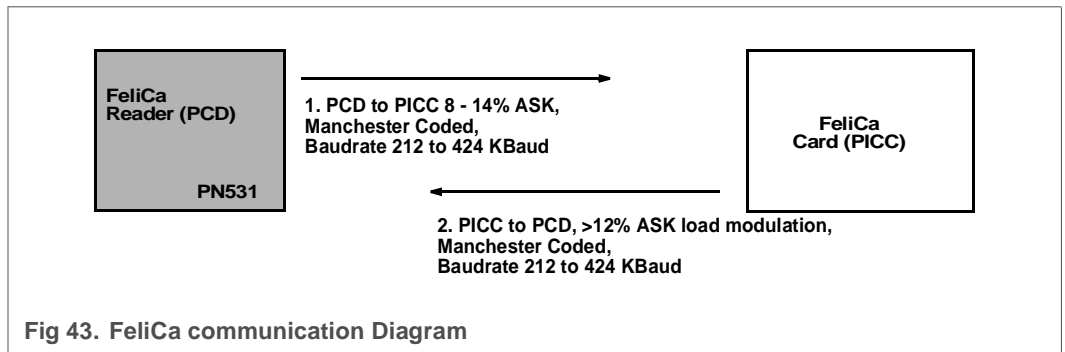 FeliCa
Reader (PCD)
PN531
1. PCD to PICC 8 - 14% ASK,
Manchester Coded,
Baudrate 212 to 424 KBaud
FeliCa
Card (PICC)
2. PICC to PCD, >12% ASK load modulation,
Manchester Coded,
Baudrate 212 to 424 KBaud
Fig 43. FeliCa communication Diagram